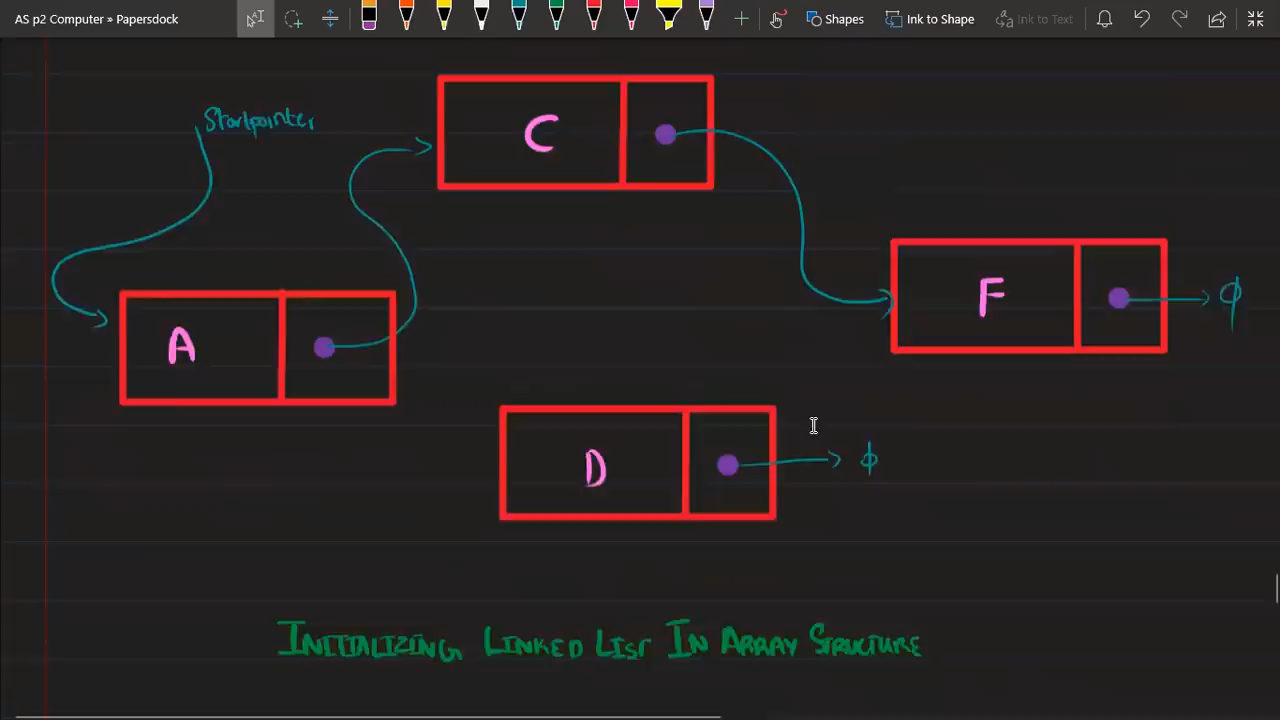 AS p2 Computer » Papersdock
Shapes
Ink to Shape
Ink to Text
Startpointer
C
F
ϕ
A
D
ϕ
INITIALIZING LINKED LIST IN ARRAY STRUCTURE